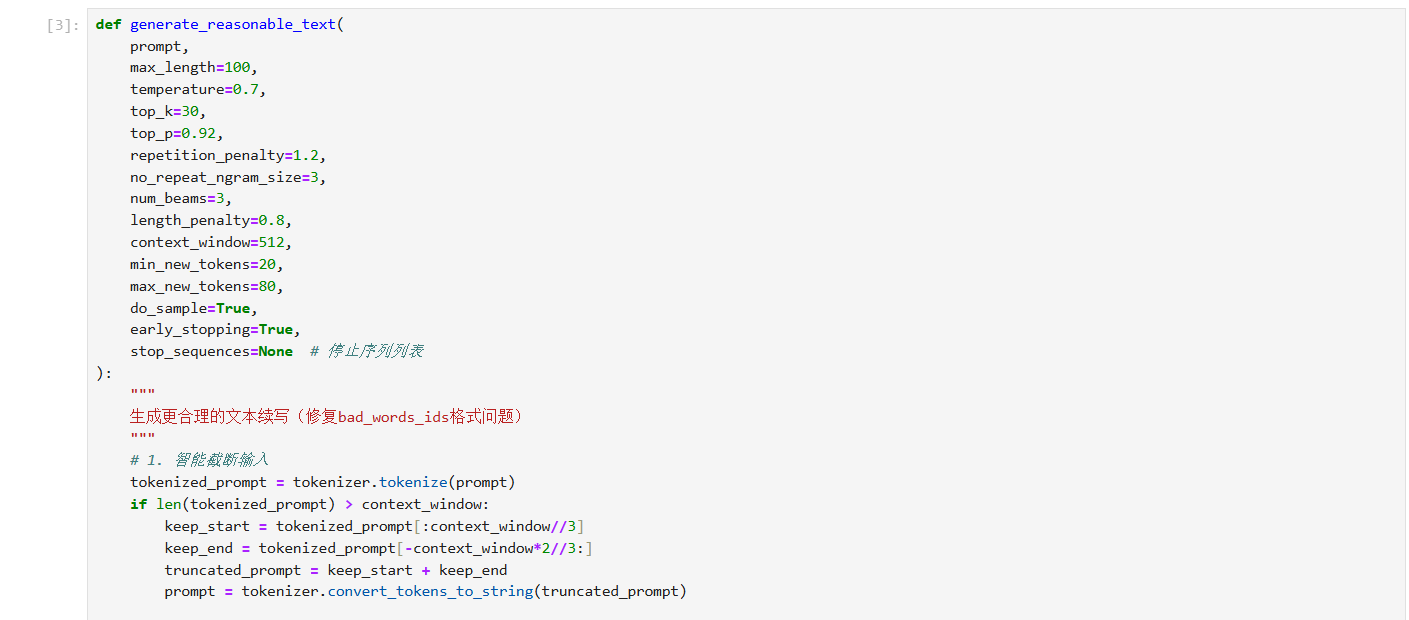 [3]:
def generate_reasonable_text(
    prompt,
    max_length=100,
    temperature=0.7,
    top_k=30,
    top_p=0.92,
    repetition_penalty=1.2,
    no_repeat_ngram_size=3,
    num_beams=3,
    length_penalty=0.8,
    context_window=512,
    min_new_tokens=20,
    max_new_tokens=80,
    do_sample=True,
    early_stopping=True,
    stop_sequences=None  # 停止序列列表
):
    """
    生成更合理的文本续写（修复bad_words_ids格式问题）
    """
    # 1. 智能截断输入
    tokenized_prompt = tokenizer.tokenize(prompt)
    if len(tokenized_prompt) > context_window:
        keep_start = tokenized_prompt[:context_window//3]
        keep_end = tokenized_prompt[-context_window*2//3:]
        truncated_prompt = keep_start + keep_end
        prompt = tokenizer.convert_tokens_to_string(truncated_prompt)